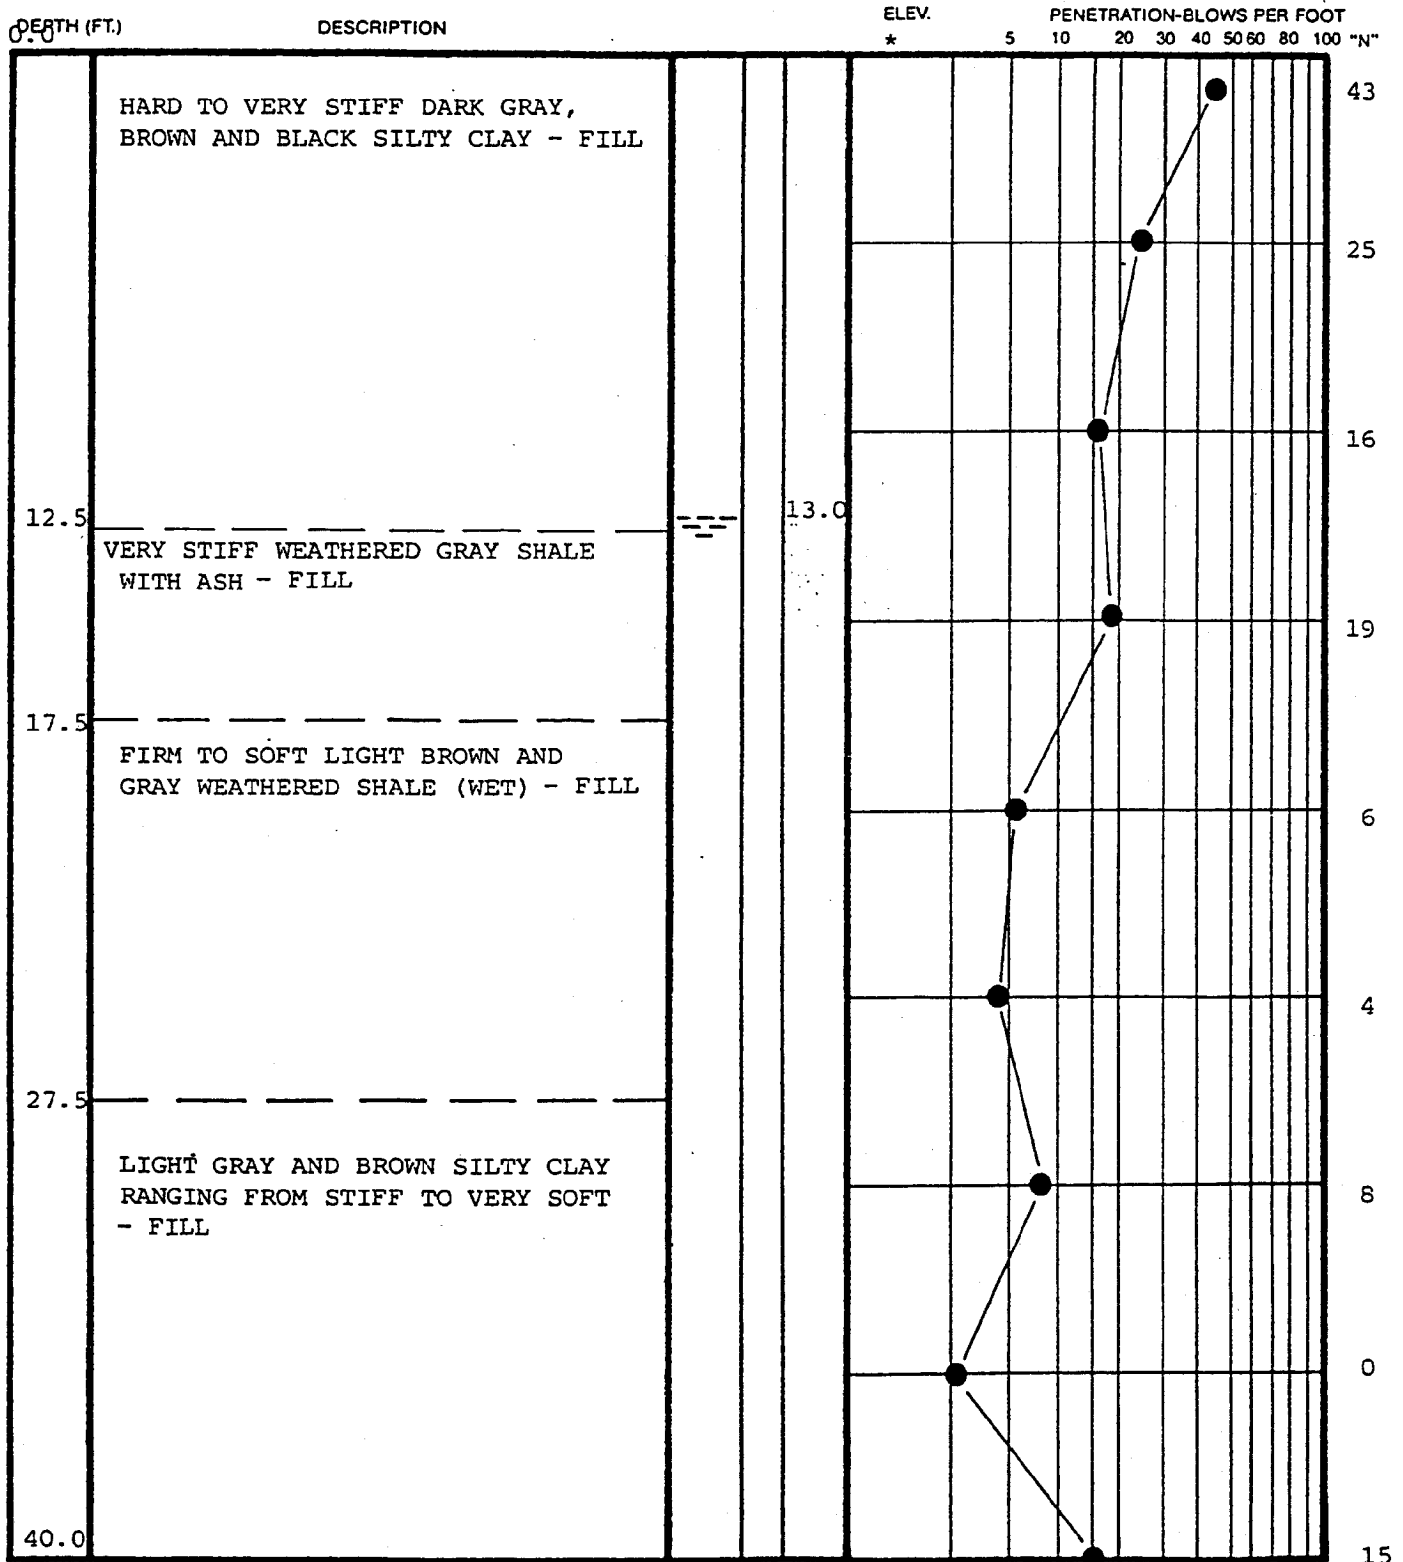 DEPTH (FT.) DESCRIPTION ELEV. PENETRATION-BLOWS PER FOOT
0.0 * 5 10 20 30 40 50 60 80 100 "N"
43
HARD TO VERY STIFF DARK GRAY,
BROWN AND BLACK SILTY CLAY - FILL
25
16
12.5 13.0
VERY STIFF WEATHERED GRAY SHALE
WITH ASH - FILL
19
17.5
FIRM TO SOFT LIGHT BROWN AND
GRAY WEATHERED SHALE (WET) - FILL
6
4
27.5
LIGHT GRAY AND BROWN SILTY CLAY
RANGING FROM STIFF TO VERY SOFT
8
- FILL
0
40.0
15